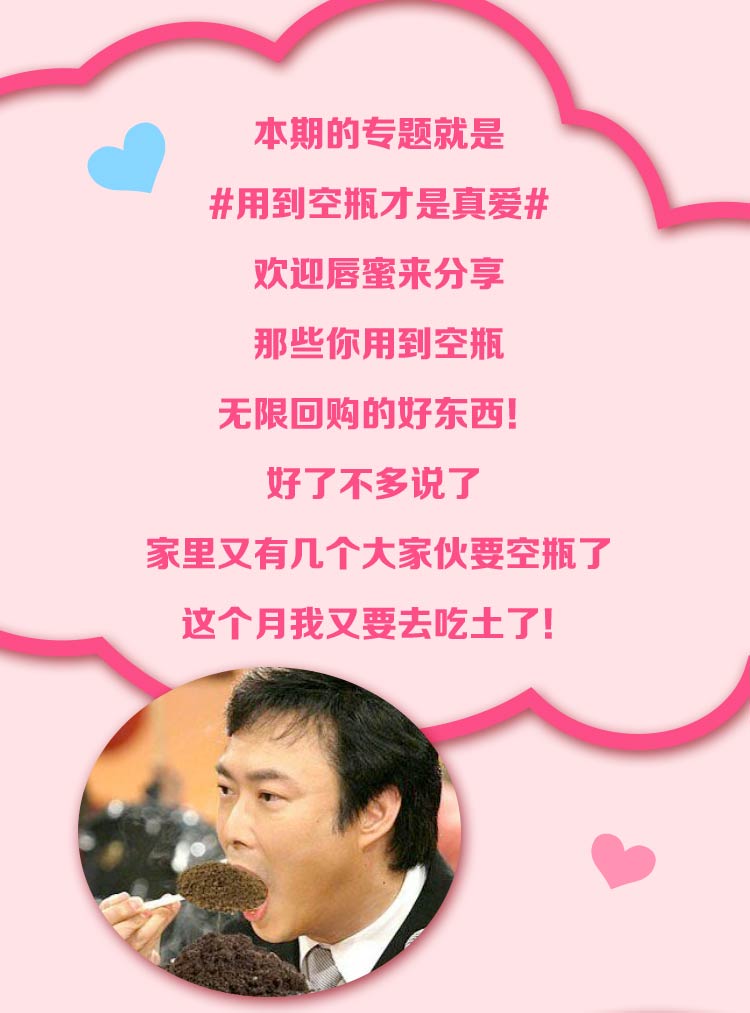 本期的专题就是
#用到空瓶才是真爱#
欢迎唇蜜来分享
那些你用到空瓶
无限回购的好东西！
好了不多说了
家里又有几个大家伙要空瓶了
这个月我又要去吃土了！